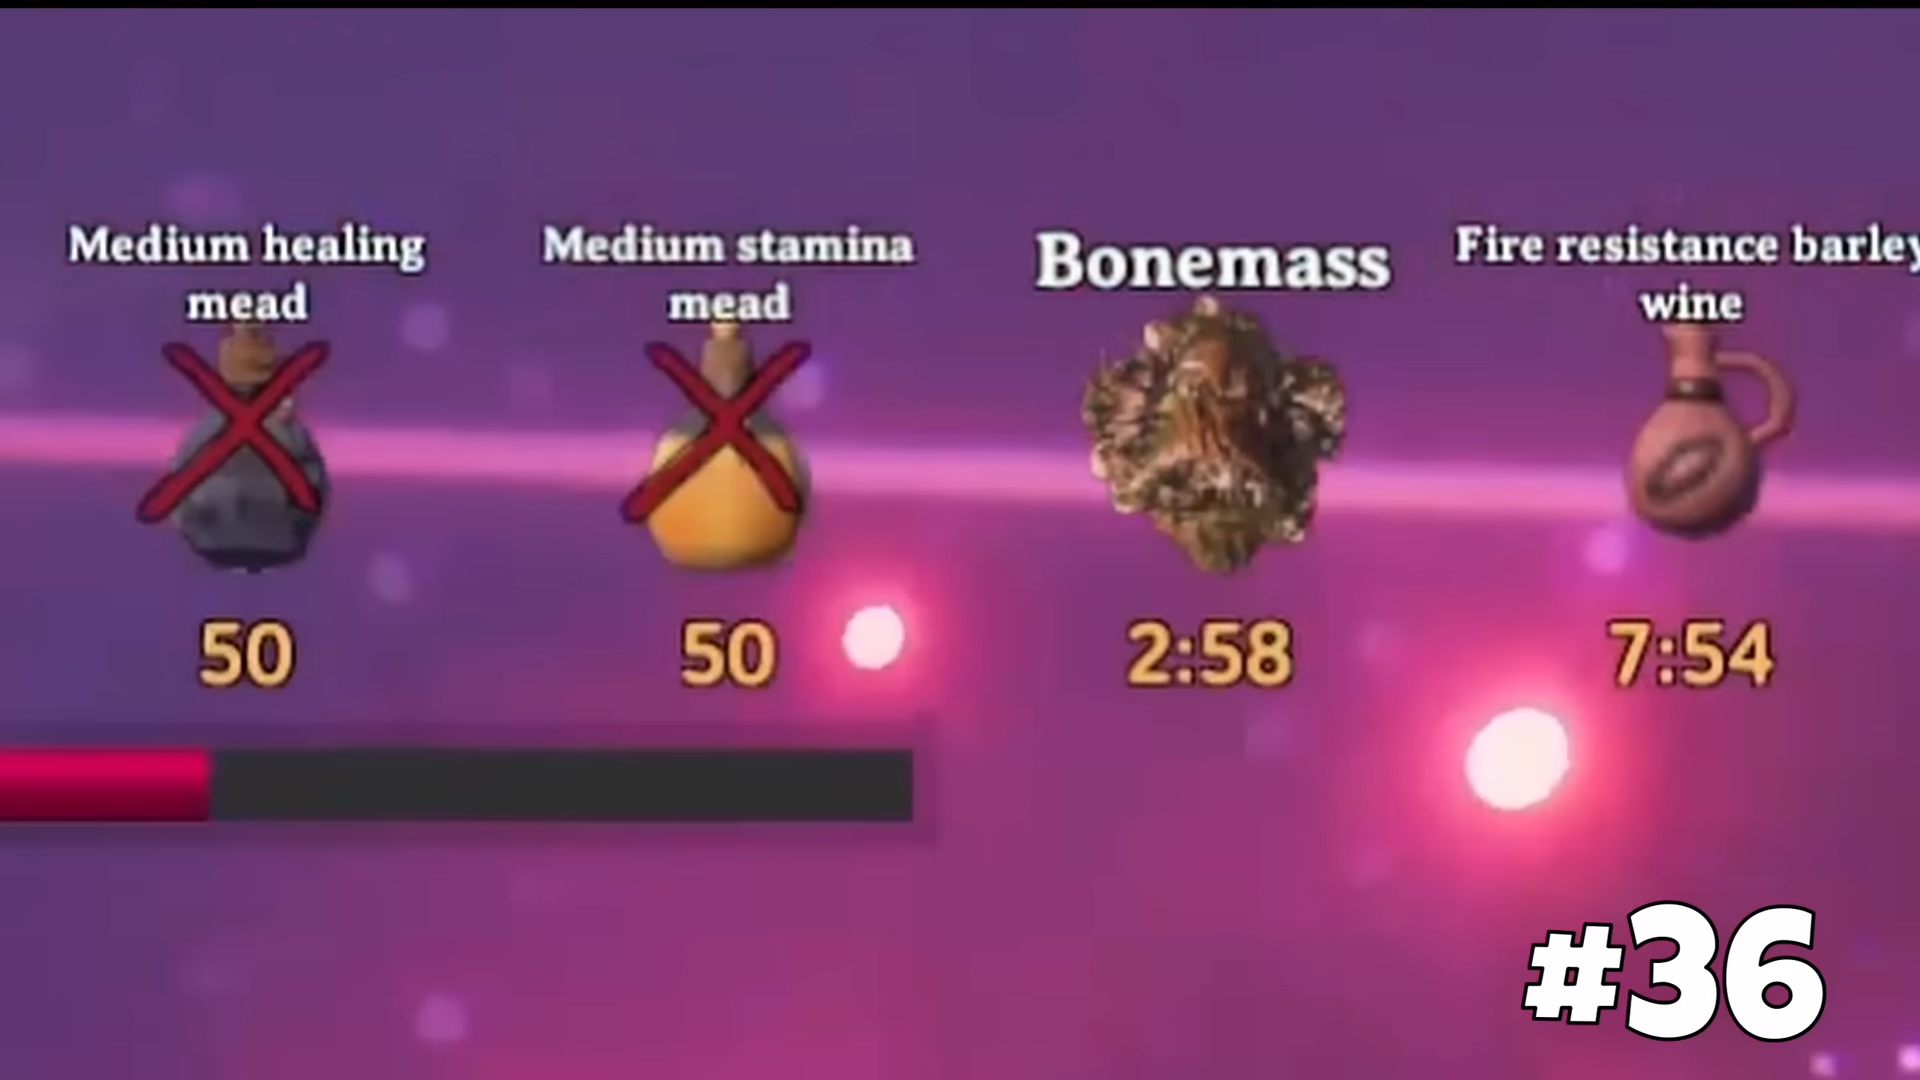 Medium healing
mead
50
Medium stamina
mead
50
Bonemass
2:58
Fire resistance barley
wine
7:54
#36